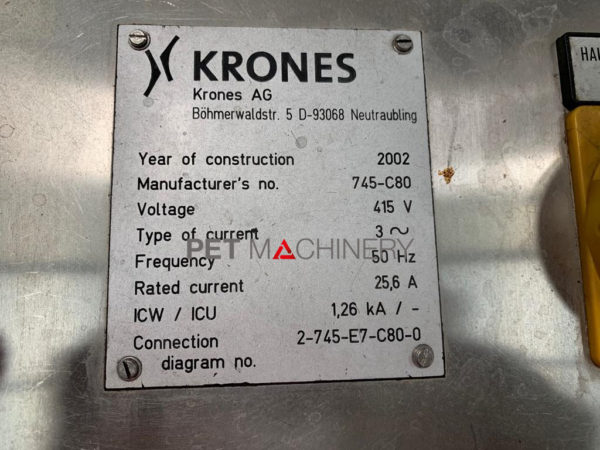 KRONES
Krones AG
Böhmerwaldstr. 5 D-93068 Neutraubling
Year of construction 2002
Manufacturer's no. 745-C80
Voltage 415 V
Type of current 3 ~
PET MACHINERY
Frequency 50 Hz
Rated current 25,6 A
ICW / ICU 1,26 kA / -
Connection 2-745-E7-C80-0
diagram no.